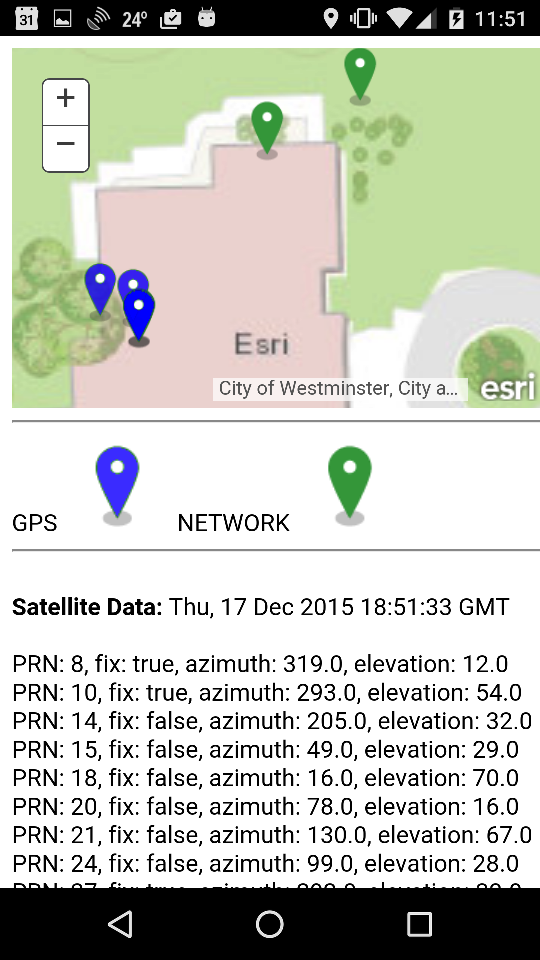 31 24º 11:51
+
−
Esri
City of Westminster, City a...
esri
GPS NETWORK
Satellite Data: Thu, 17 Dec 2015 18:51:33 GMT
PRN: 8, fix: true, azimuth: 319.0, elevation: 12.0
PRN: 10, fix: true, azimuth: 293.0, elevation: 54.0
PRN: 14, fix: false, azimuth: 205.0, elevation: 32.0
PRN: 15, fix: false, azimuth: 49.0, elevation: 29.0
PRN: 18, fix: false, azimuth: 16.0, elevation: 70.0
PRN: 20, fix: false, azimuth: 78.0, elevation: 16.0
PRN: 21, fix: false, azimuth: 130.0, elevation: 67.0
PRN: 24, fix: false, azimuth: 99.0, elevation: 28.0